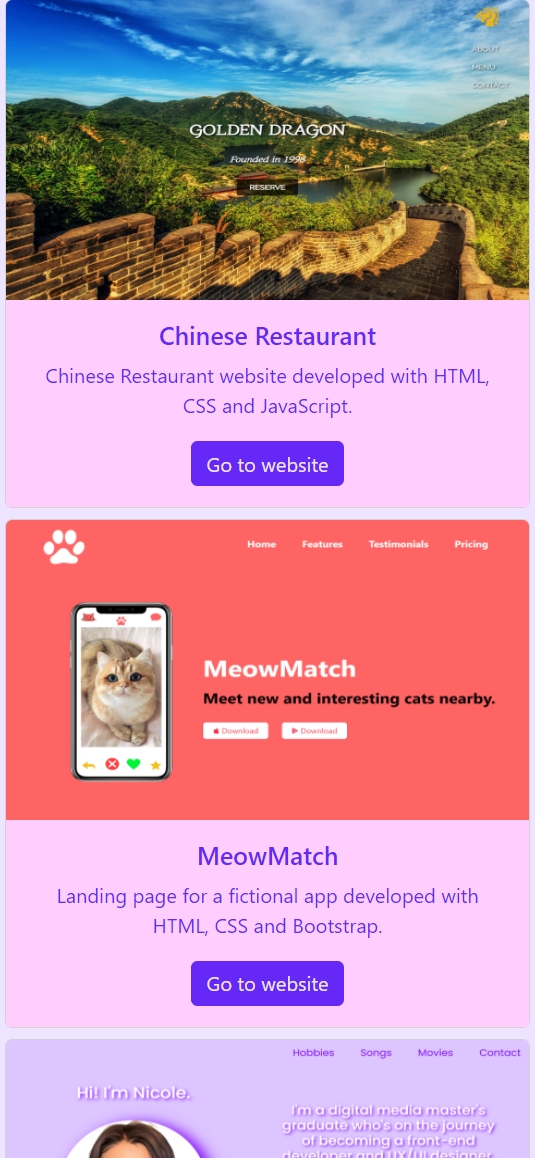 ABOUT
MENU
CONTACT
GOLDEN DRAGON
Founded in 1998
RESERVE
Chinese Restaurant
Chinese Restaurant website developed with HTML,
CSS and JavaScript.
Go to website
Home Features Testimonials Pricing
MeowMatch
Meet new and interesting cats nearby.
Download Download
MeowMatch
Landing page for a fictional app developed with
HTML, CSS and Bootstrap.
Go to website
Hobbies Songs Movies Contact
Hi! I'm Nicole.
I'm a digital media master's
graduate who's on the journey
of becoming a front-end
developer and UX/UI designer